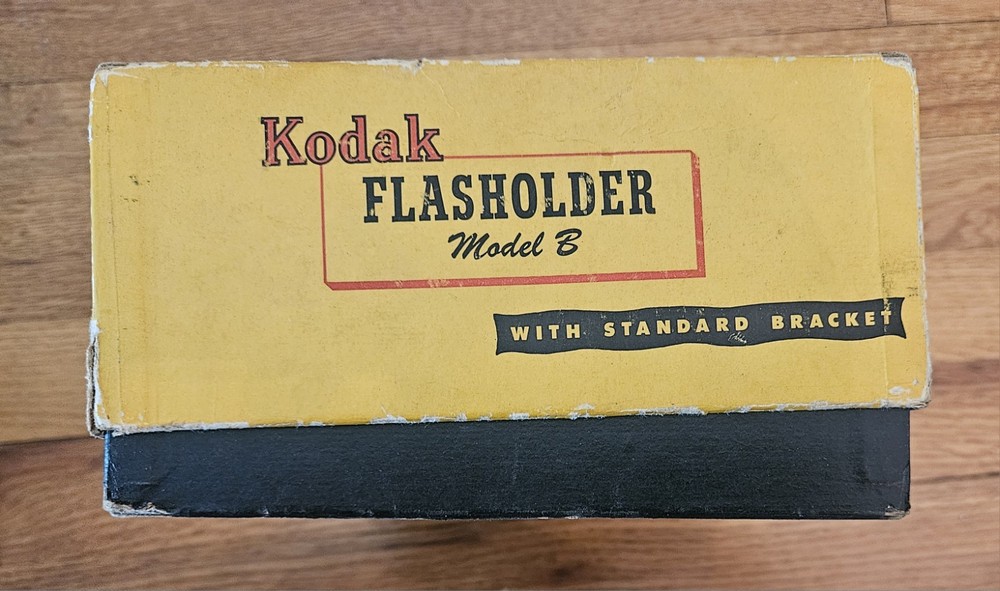 Kodak
FLASHOLDER
Model B
WITH STANDARD BRACKET